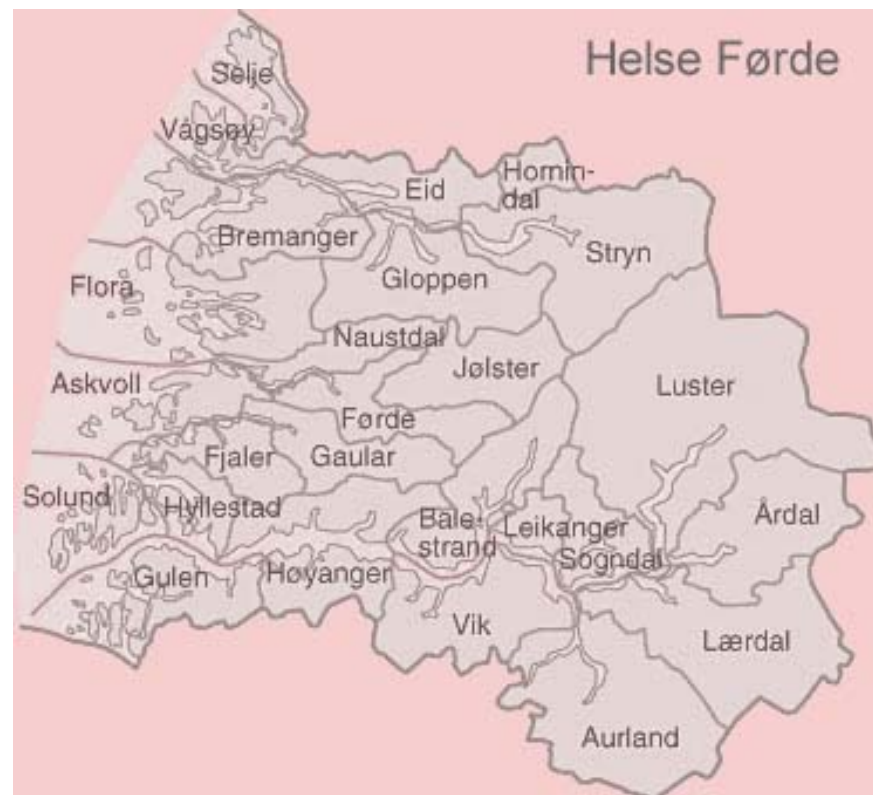 Helse Førde
Selje
Vågsøy
Eid
Hornin-
dal
Bremanger
Stryn
Gloppen
Flora
Naustdal
Jølster
Askvoll
Luster
Førde
Fjaler
Gaular
Solund
Hyllestad
Bale-
strand
Leikanger
Årdal
Sogndal
Gulen
Høyanger
Vik
Lærdal
Aurland